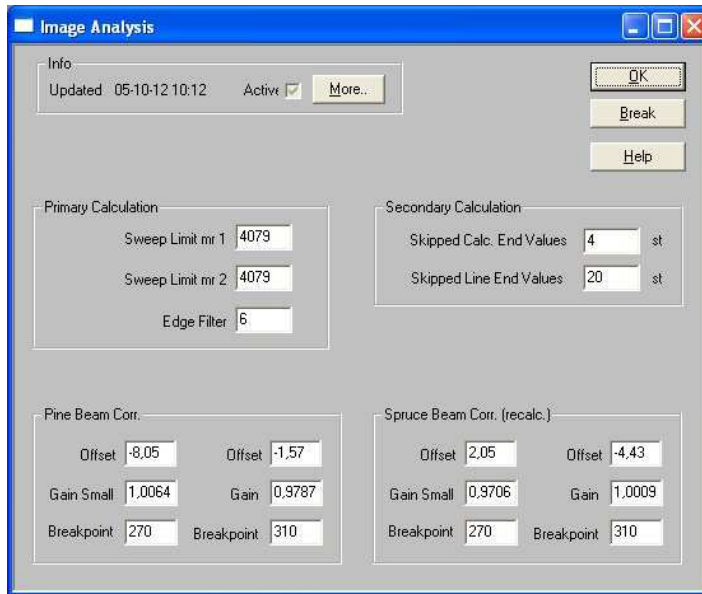 Image Analysis
Info
Updated 05-10-12 10:12 Active More..
OK
Break
Help
Primary Calculation
Sweep Limit mr 1 4079
Sweep Limit mr 2 4079
Edge Filter 6
Secondary Calculation
Skipped Calc. End Values 4 st
Skipped Line End Values 20 st
Pine Beam Corr.
Offset -8,05 Offset -1,57
Gain Small 1,0064 Gain 0,9787
Breakpoint 270 Breakpoint 310
Spruce Beam Corr. (recalc.)
Offset 2,05 Offset -4,43
Gain Small 0,9706 Gain 1,0009
Breakpoint 270 Breakpoint 310